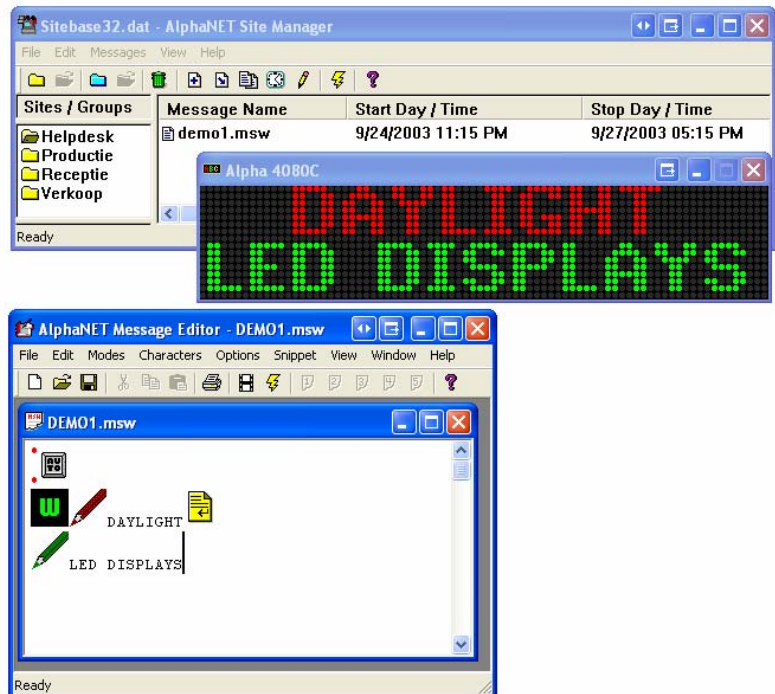 Sitebase32.dat - AlphaNET Site Manager
File Edit Messages View Help
Sites / Groups Message Name Start Day / Time Stop Day / Time
Helpdesk demo1.msw 9/24/2003 11:15 PM 9/27/2003 05:15 PM
Productie
Receptie
Verkoop
Ready
Alpha 4080C
DAYLIGHT
LED DISPLAYS
AlphaNET Message Editor - DEMO1.msw
File Edit Modes Characters Options Snippet View Window Help
DEMO1.msw
AUTO
W DAYLIGHT
LED DISPLAYS
Ready